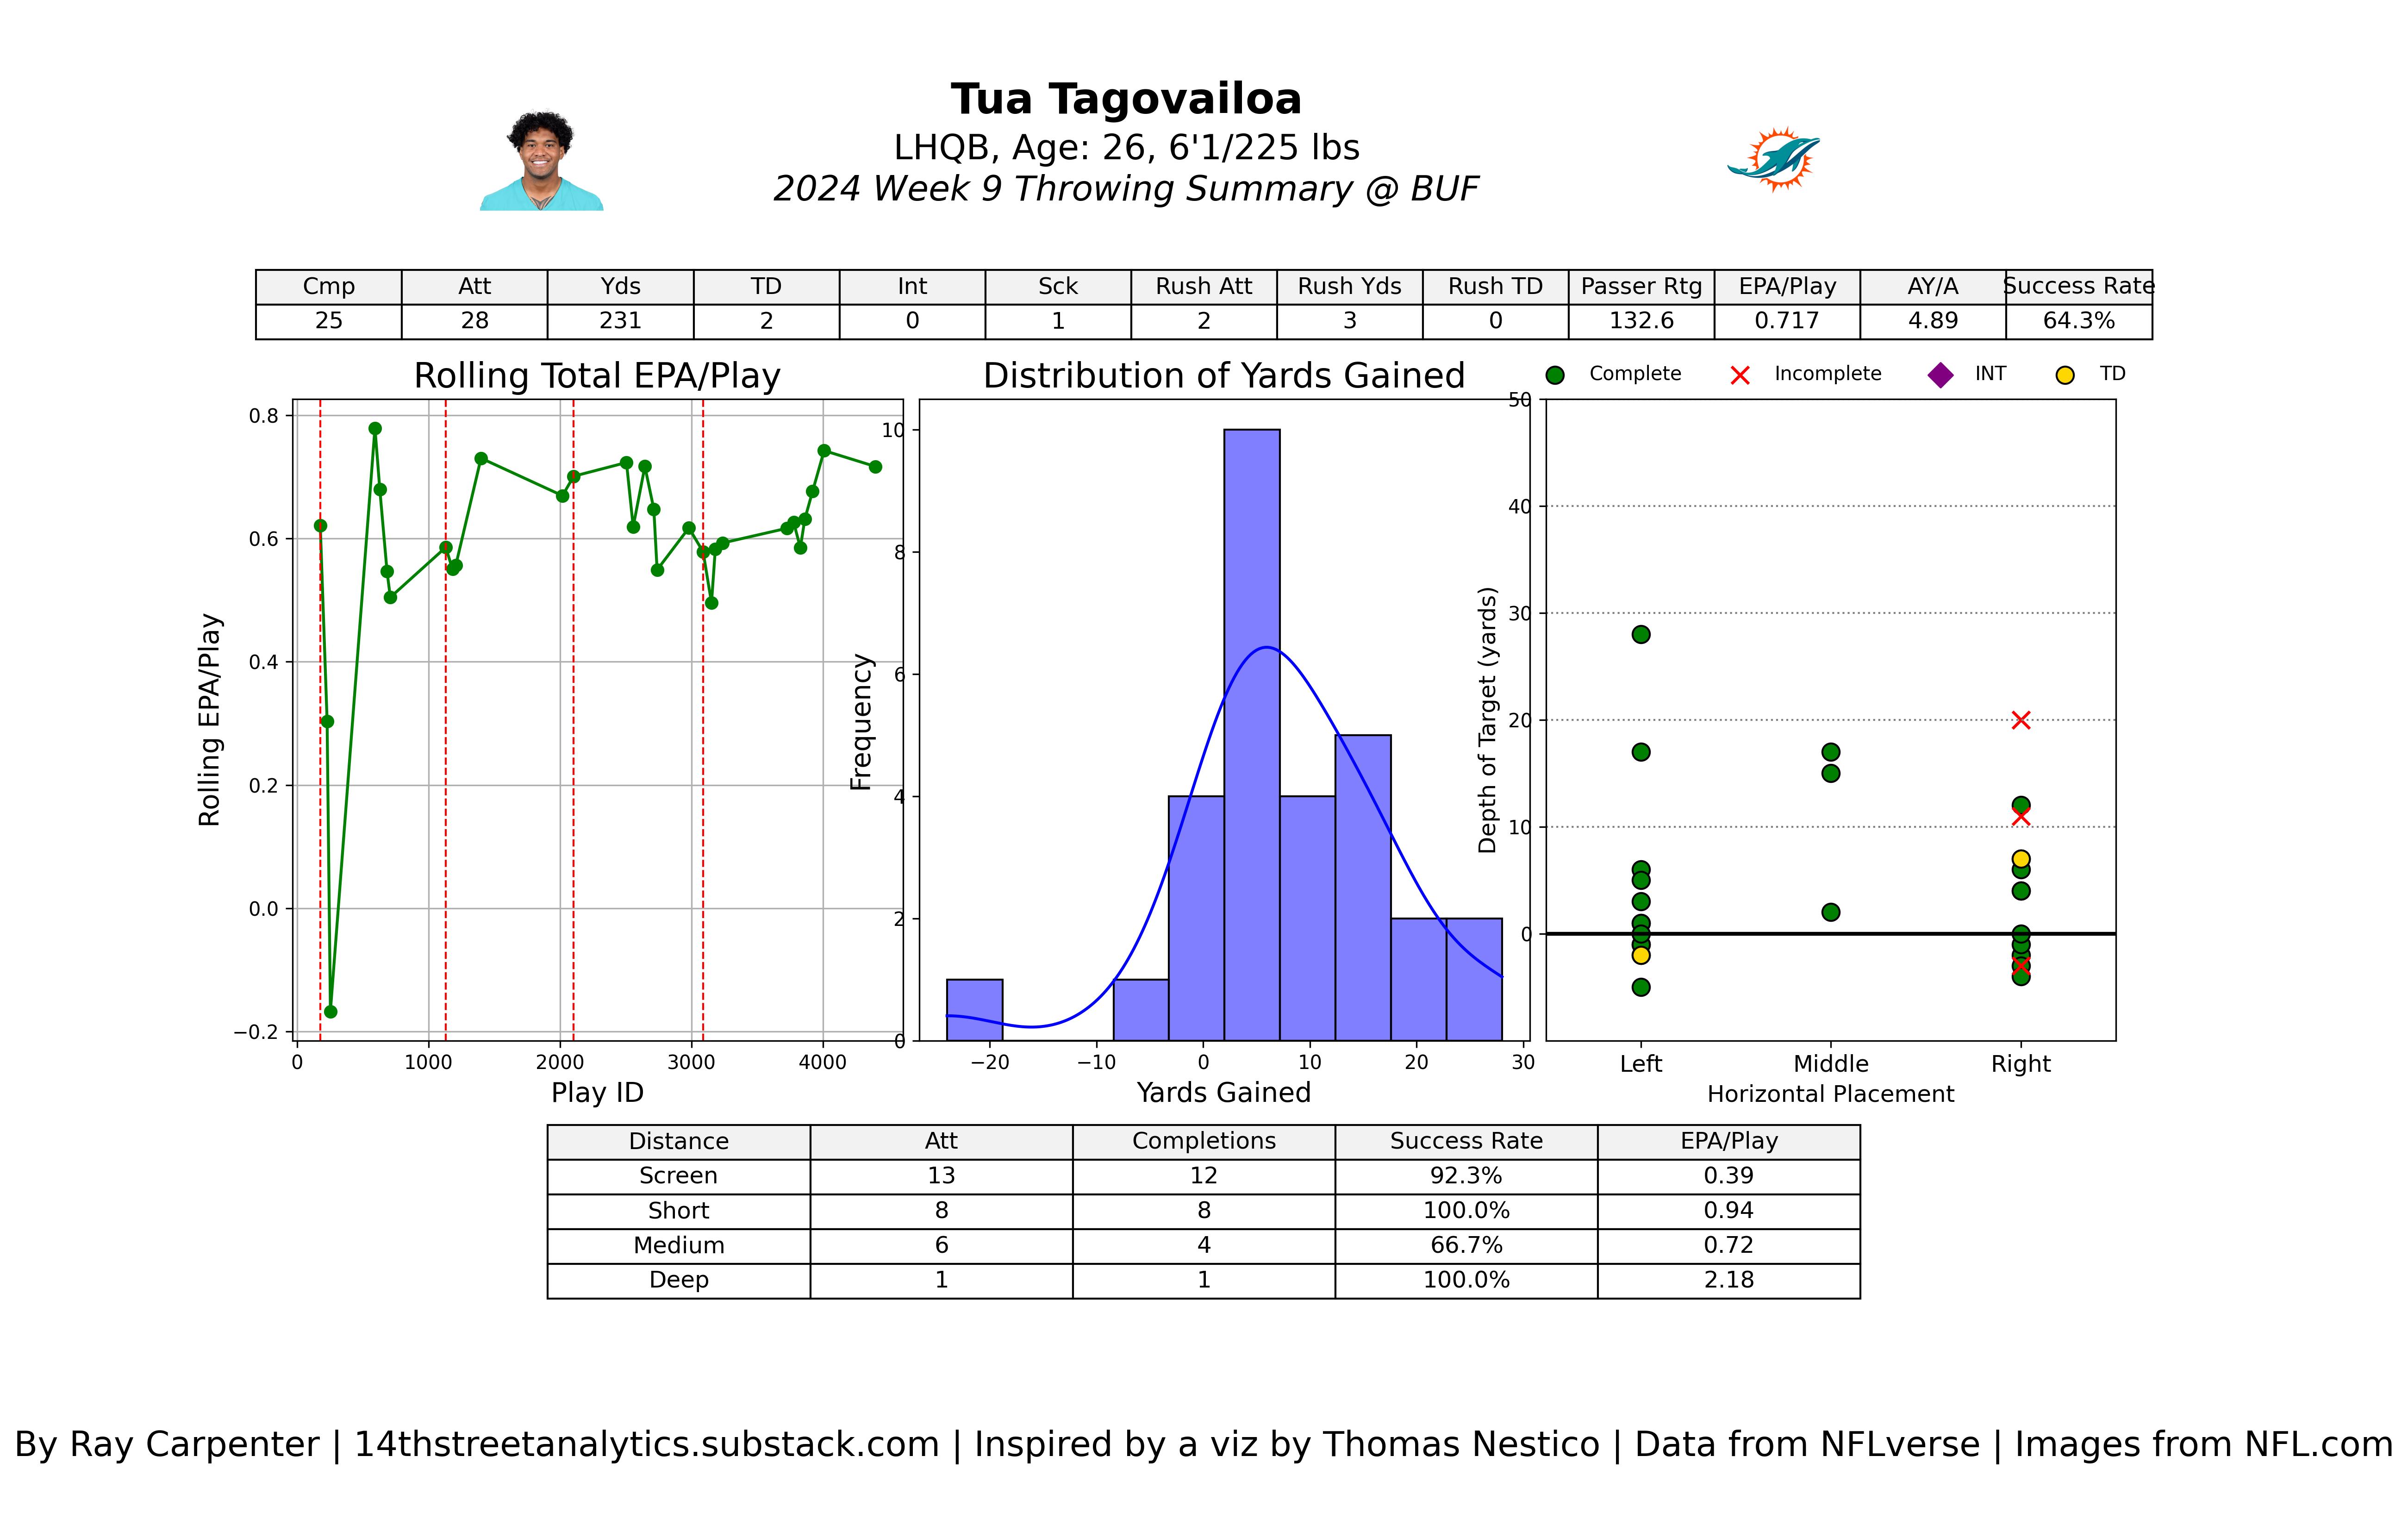 Tua Tagovailoa
LHQB, Age: 26, 6'1/225 lbs
2024 Week 9 Throwing Summary @ BUF
Cmp Att Yds TD Int Sck Rush Att Rush Yds Rush TD Passer Rtg EPA/Play AY/A Success Rate
25 28 231 2 0 1 2 3 0 132.6 0.717 4.89 64.3%
Rolling Total EPA/Play
0.8
0.6
0.4
0.2
0.0
−0.2
Rolling EPA/Play
0 1000 2000 3000 4000
Play ID
Distribution of Yards Gained
10
8
6
4
2
0
Frequency
−20 −10 0 10 20 30
Yards Gained
Complete Incomplete INT TD
50
40
30
20
10
0
Depth of Target (yards)
Left Middle Right
Horizontal Placement
Distance Att Completions Success Rate EPA/Play
Screen 13 12 92.3% 0.39
Short 8 8 100.0% 0.94
Medium 6 4 66.7% 0.72
Deep 1 1 100.0% 2.18
By Ray Carpenter | 14thstreetanalytics.substack.com | Inspired by a viz by Thomas Nestico | Data from NFLverse | Images from NFL.com